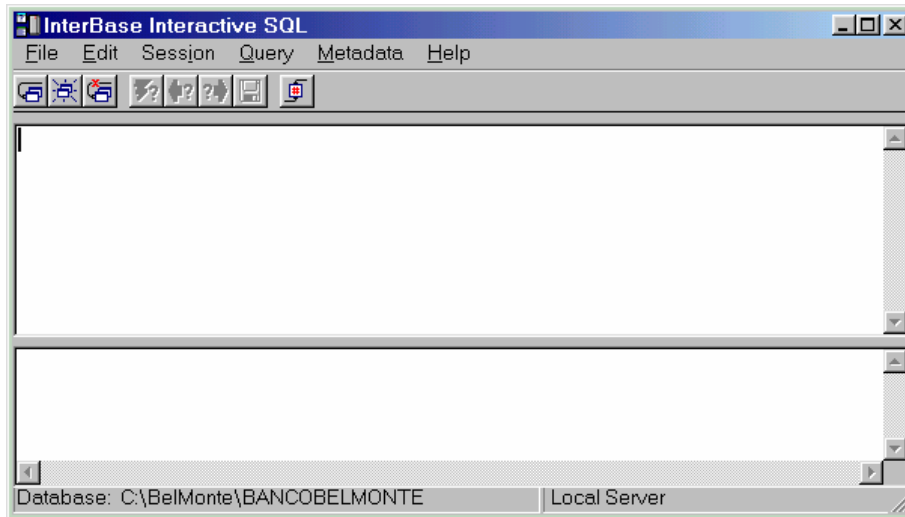 InterBase Interactive SQL
File Edit Session Query Metadata Help
Database: C:\BelMonte\BANCOBELMONTE Local Server